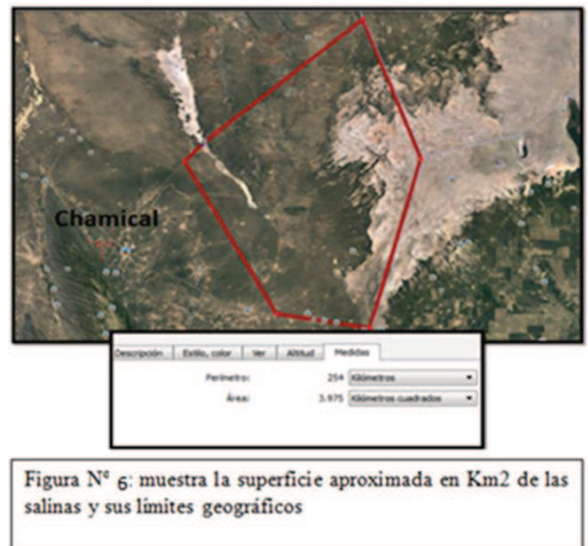 Chamical
Descripción Estilo, color Ver Altitud Medidas
Perímetro: 254 Kilómetros
Área: 3.975 Kilómetros cuadrados
Figura Nº 6: muestra la superficie aproximada en Km2 de las
salinas y sus límites geográficos